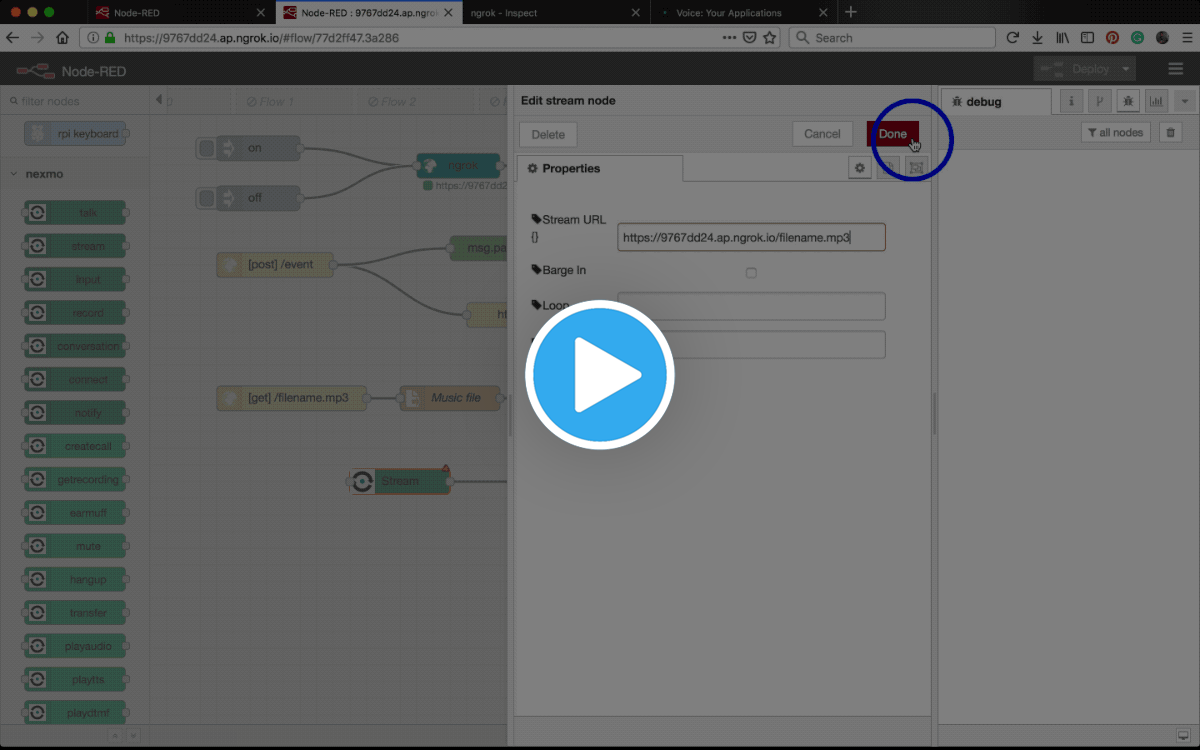 Node-RED
Node-RED : 9767dd24.ap.ngrok
ngrok - Inspect
Voice: Your Applications
https://9767dd24.ap.ngrok.io/#flow/77d2ff47.3a286
Search
Node-RED
Deploy
filter nodes
Flow 1
Flow 2
Edit stream node
debug
rpi keyboard
on
off
ngrok
https://9767dd2
Delete
Cancel
Done
all nodes
nexmo
Properties
talk
stream
input
record
conversation
connect
notify
createcall
getrecording
earmuff
mute
hangup
transfer
playaudio
playtts
playdtmf
[post] /event
msg.pa
ht
[get] /filename.mp3
Music file
Stream
Stream URL
{}
https://9767dd24.ap.ngrok.io/filename.mp3
Barge In
Loop